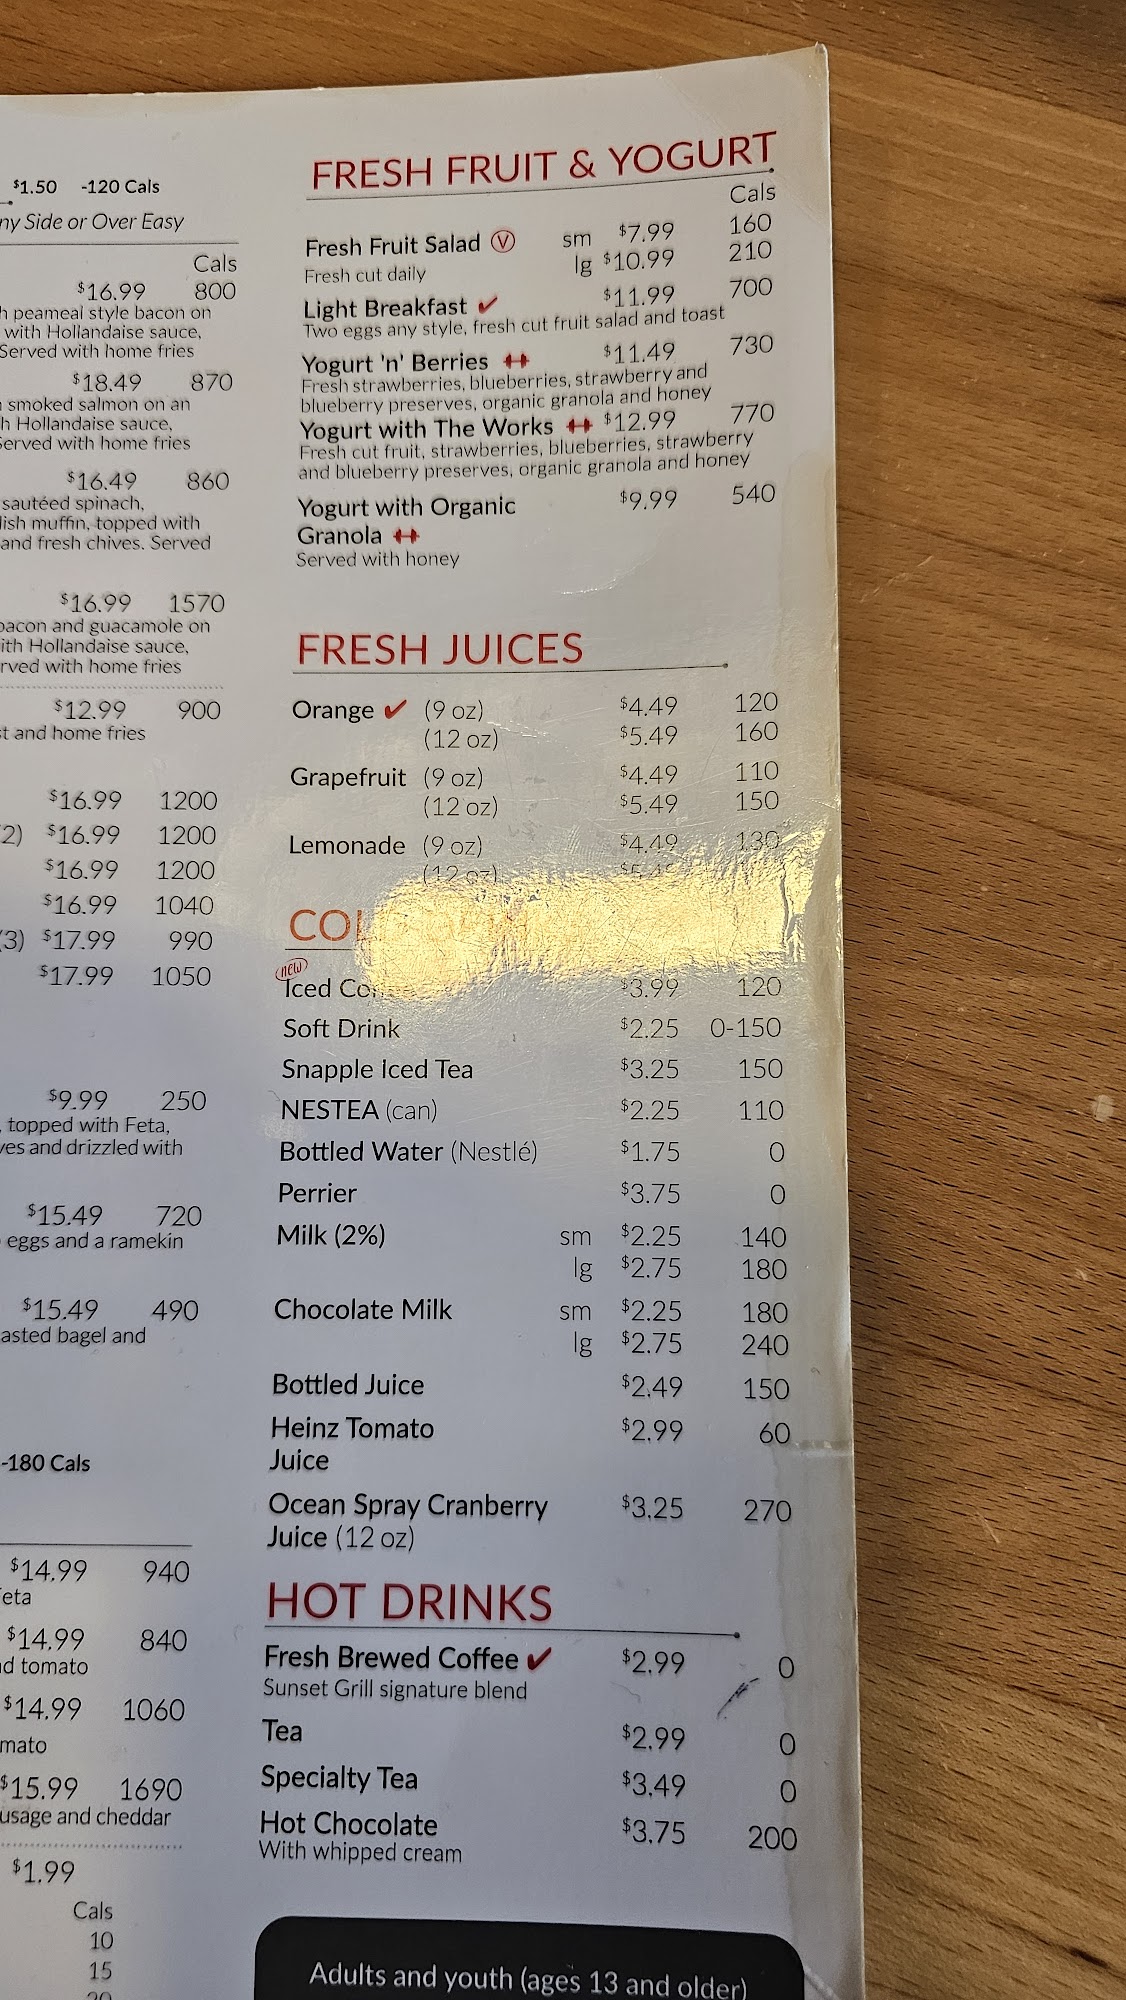 $1.50 -120 Cals
ny Side or Over Easy
Cals
$16.99 800
h peameal style bacon on
with Hollandaise sauce,
Served with home fries
$18.49 870
smoked salmon on an
h Hollandaise sauce,
Served with home fries
$16.49 860
sautéed spinach,
lish muffin, topped with
and fresh chives. Served
$16.99 1570
bacon and guacamole on
ith Hollandaise sauce,
rved with home fries
$12.99 900
st and home fries
$16.99 1200
2) $16.99 1200
$16.99 1200
$16.99 1040
(3) $17.99 990
$17.99 1050
$9.99 250
, topped with Feta,
ves and drizzled with
$15.49 720
eggs and a ramekin
$15.49 490
asted bagel and
-180 Cals
$14.99 940
eta
$14.99 840
d tomato
$14.99 1060
mato
$15.99 1690
usage and cheddar
$1.99
Cals
10
15
20
FRESH FRUIT & YOGURT
Cals
Fresh Fruit Salad V sm $7.99 160
lg $10.99 210
Fresh cut daily
Light Breakfast ✓ $11.99 700
Two eggs any style, fresh cut fruit salad and toast
Yogurt 'n' Berries $11.49 730
Fresh strawberries, blueberries, strawberry and
blueberry preserves, organic granola and honey
Yogurt with The Works $12.99 770
Fresh cut fruit, strawberries, blueberries, strawberry
and blueberry preserves, organic granola and honey
Yogurt with Organic $9.99 540
Granola
Served with honey
FRESH JUICES
Orange ✓ (9 oz) $4.49 120
(12 oz) $5.49 160
Grapefruit (9 oz) $4.49 110
(12 oz) $5.49 150
Lemonade (9 oz) $4.49 130
(12 oz)
new
Iced $3.99 120
Soft Drink $2.25 0-150
Snapple Iced Tea $3.25 150
NESTEA (can) $2.25 110
Bottled Water (Nestlé) $1.75 0
Perrier $3.75 0
Milk (2%) sm $2.25 140
lg $2.75 180
Chocolate Milk sm $2.25 180
lg $2.75 240
Bottled Juice $2.49 150
Heinz Tomato $2.99 60
Juice
Ocean Spray Cranberry $3.25 270
Juice (12 oz)
HOT DRINKS
Fresh Brewed Coffee ✓ $2.99 0
Sunset Grill signature blend
Tea $2.99 0
Specialty Tea $3.49 0
Hot Chocolate $3.75 200
With whipped cream
Adults and youth (ages 13 and older)